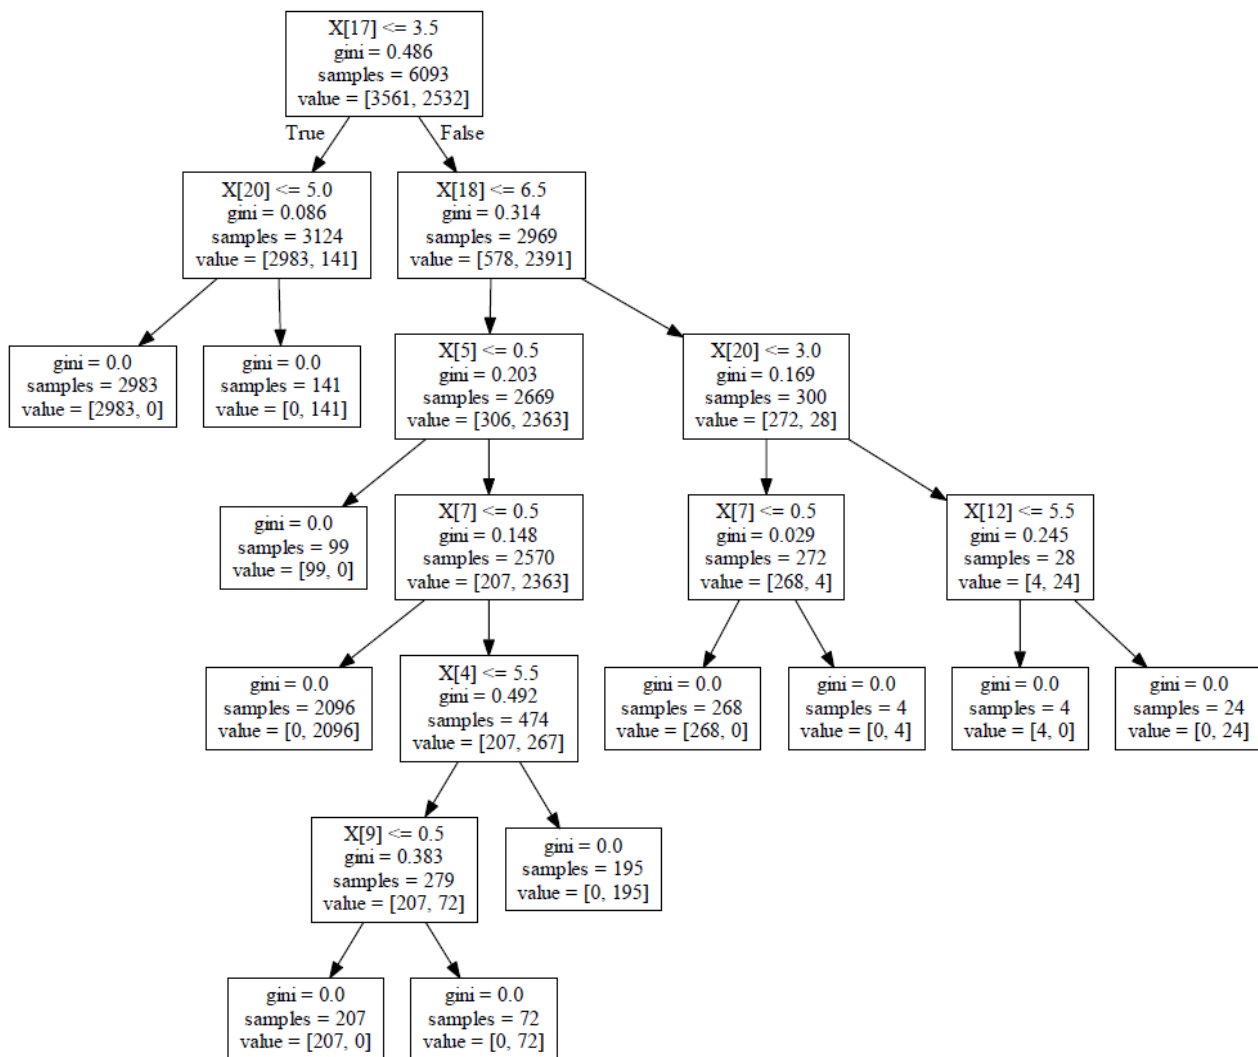 X[17] <= 3.5
gini = 0.486
samples = 6093
value = [3561, 2532]
True
False
X[20] <= 5.0
gini = 0.086
samples = 3124
value = [2983, 141]
X[18] <= 6.5
gini = 0.314
samples = 2969
value = [578, 2391]
gini = 0.0
samples = 2983
value = [2983, 0]
gini = 0.0
samples = 141
value = [0, 141]
X[5] <= 0.5
gini = 0.203
samples = 2669
value = [306, 2363]
X[20] <= 3.0
gini = 0.169
samples = 300
value = [272, 28]
gini = 0.0
samples = 99
value = [99, 0]
X[7] <= 0.5
gini = 0.148
samples = 2570
value = [207, 2363]
X[7] <= 0.5
gini = 0.029
samples = 272
value = [268, 4]
X[12] <= 5.5
gini = 0.245
samples = 28
value = [4, 24]
gini = 0.0
samples = 2096
value = [0, 2096]
X[4] <= 5.5
gini = 0.492
samples = 474
value = [207, 267]
gini = 0.0
samples = 268
value = [268, 0]
gini = 0.0
samples = 4
value = [0, 4]
gini = 0.0
samples = 4
value = [4, 0]
gini = 0.0
samples = 24
value = [0, 24]
X[9] <= 0.5
gini = 0.383
samples = 279
value = [207, 72]
gini = 0.0
samples = 195
value = [0, 195]
gini = 0.0
samples = 207
value = [207, 0]
gini = 0.0
samples = 72
value = [0, 72]